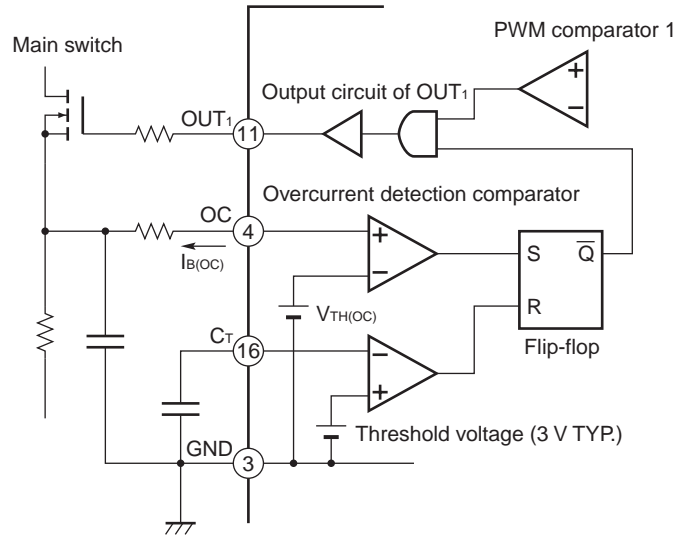 Main switch
PWM comparator 1
+
−
Output circuit of OUT1
OUT1
11
Overcurrent detection comparator
OC
4
IB(OC)
+
−
S
Q̅
R
Flip-flop
VTH(OC)
CT
16
−
+
Threshold voltage (3 V TYP.)
GND
3